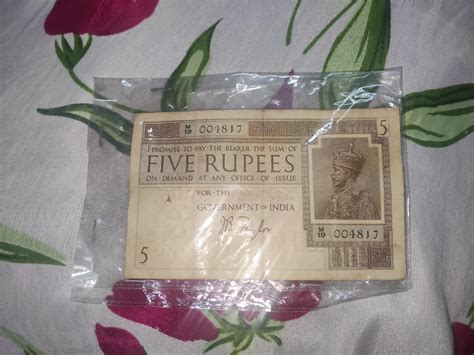 M/19 004817 5
I PROMISE TO PAY THE BEARER THE SUM OF
FIVE RUPEES
ON DEMAND AT ANY OFFICE OF ISSUE
FOR THE
GOVERNMENT OF INDIA
J.B. Taylor
M/19 004817
5